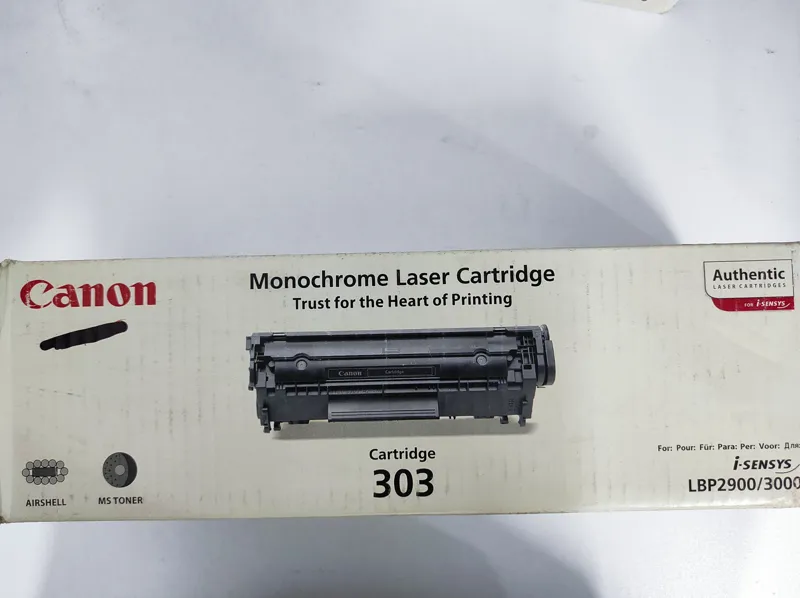 Canon
Monochrome Laser Cartridge
Trust for the Heart of Printing
Authentic
LASER CARTRIDGES
FOR i-SENSYS
Canon Cartridge
Cartridge
303
AIRSHELL
MS TONER
For: Pour: Für: Para: Per: Voor: Для:
i-SENSYS
LBP2900/3000